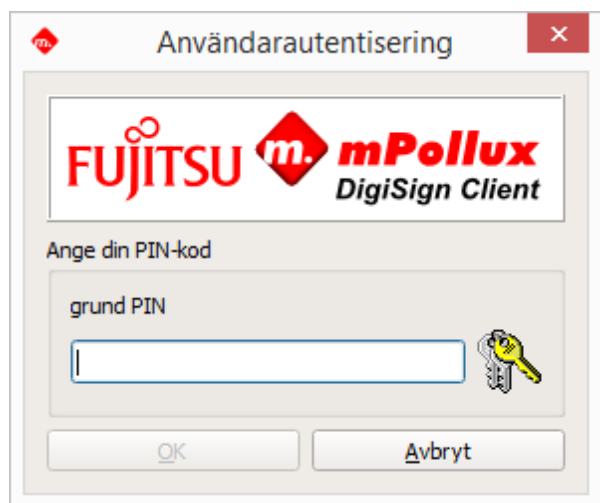 m.
Användarautentisering
x
FUJITSU m. mPollux
DigiSign Client
Ange din PIN-kod
grund PIN
OK
Avbryt